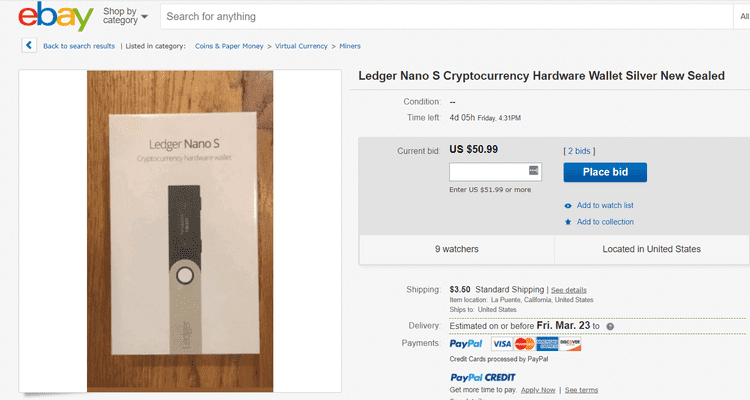 ebay
Shop by
category
Search for anything
All
Back to search results | Listed in category: Coins & Paper Money > Virtual Currency > Miners
Ledger Nano S
Cryptocurrency hardware wallet
Ledger
Ledger Nano S Cryptocurrency Hardware Wallet Silver New Sealed
Condition: --
Time left: 4d 05h Friday, 4:31PM
Current bid: US $50.99 [ 2 bids ]
Place bid
Enter US $51.99 or more
Add to watch list
Add to collection
9 watchers Located in United States
Shipping: $3.50 Standard Shipping | See details
Item location: La Puente, California, United States
Ships to: United States
Delivery: Estimated on or before Fri. Mar. 23 to ?
Payments: PayPal VISA MasterCard AMERICAN EXPRESS DISCOVER
Credit Cards processed by PayPal
PayPal CREDIT
Get more time to pay. Apply Now | See terms